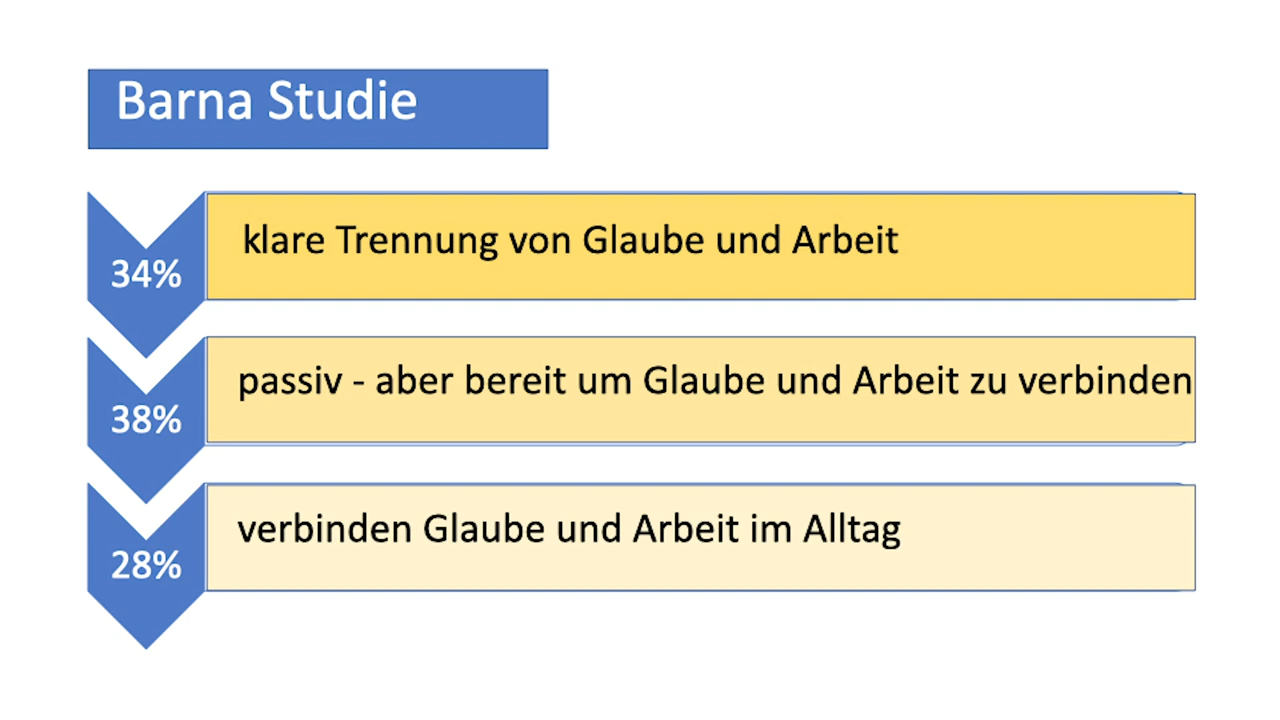 Barna Studie
34% klare Trennung von Glaube und Arbeit
38% passiv - aber bereit um Glaube und Arbeit zu verbinden
28% verbinden Glaube und Arbeit im Alltag